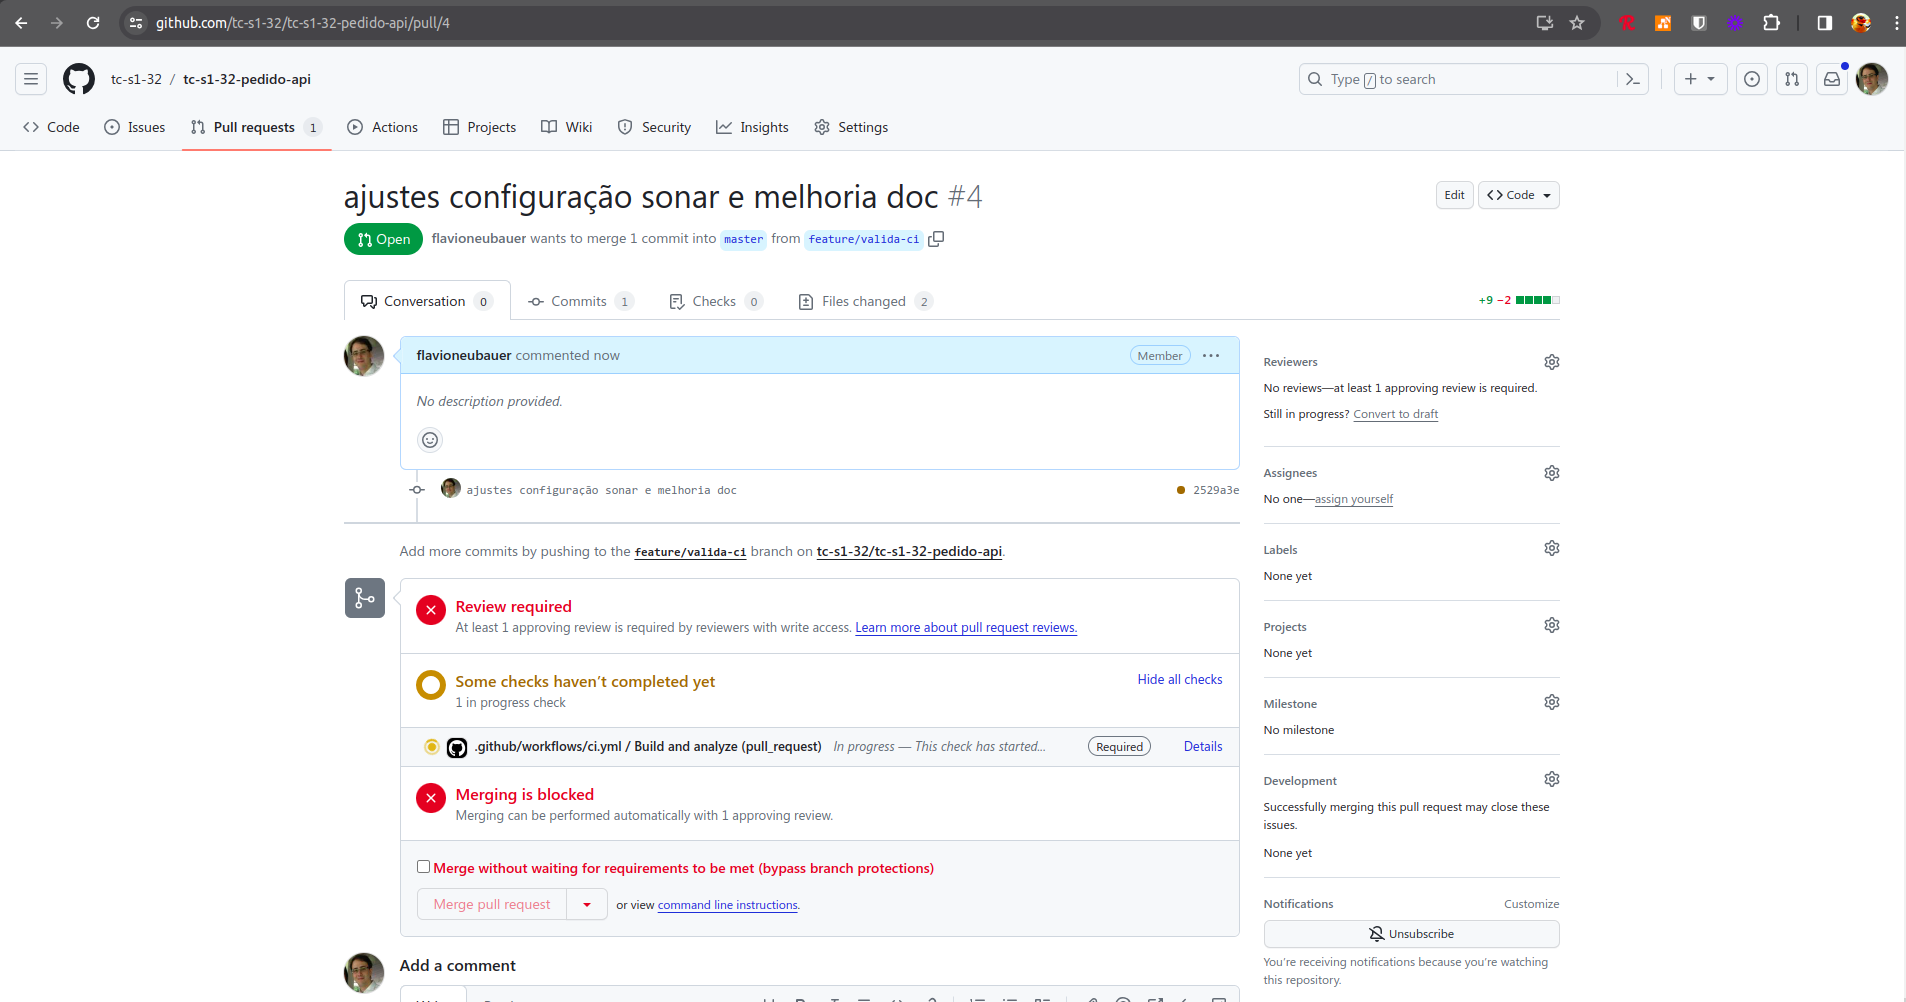 github.com/tc-s1-32/tc-s1-32-pedido-api/pull/4
tc-s1-32 / tc-s1-32-pedido-api
Type / to search
Code
Issues
Pull requests 1
Actions
Projects
Wiki
Security
Insights
Settings
ajustes configuração sonar e melhoria doc #4
Edit
<> Code
Open
flavioneubauer wants to merge 1 commit into master from feature/valida-ci
Conversation 0
Commits 1
Checks 0
Files changed 2
+9 −2
flavioneubauer commented now
Member
No description provided.
ajustes configuração sonar e melhoria doc
2529a3e
Add more commits by pushing to the feature/valida-ci branch on tc-s1-32/tc-s1-32-pedido-api.
Review required
At least 1 approving review is required by reviewers with write access. Learn more about pull request reviews.
Some checks haven’t completed yet
1 in progress check
Hide all checks
.github/workflows/ci.yml / Build and analyze (pull_request) In progress — This check has started...
Required
Details
Merging is blocked
Merging can be performed automatically with 1 approving review.
Merge without waiting for requirements to be met (bypass branch protections)
Merge pull request
or view command line instructions.
Add a comment
Reviewers
No reviews—at least 1 approving review is required.
Still in progress? Convert to draft
Assignees
No one—assign yourself
Labels
None yet
Projects
None yet
Milestone
No milestone
Development
Successfully merging this pull request may close these
issues.
None yet
Notifications
Customize
Unsubscribe
You’re receiving notifications because you’re watching
this repository.